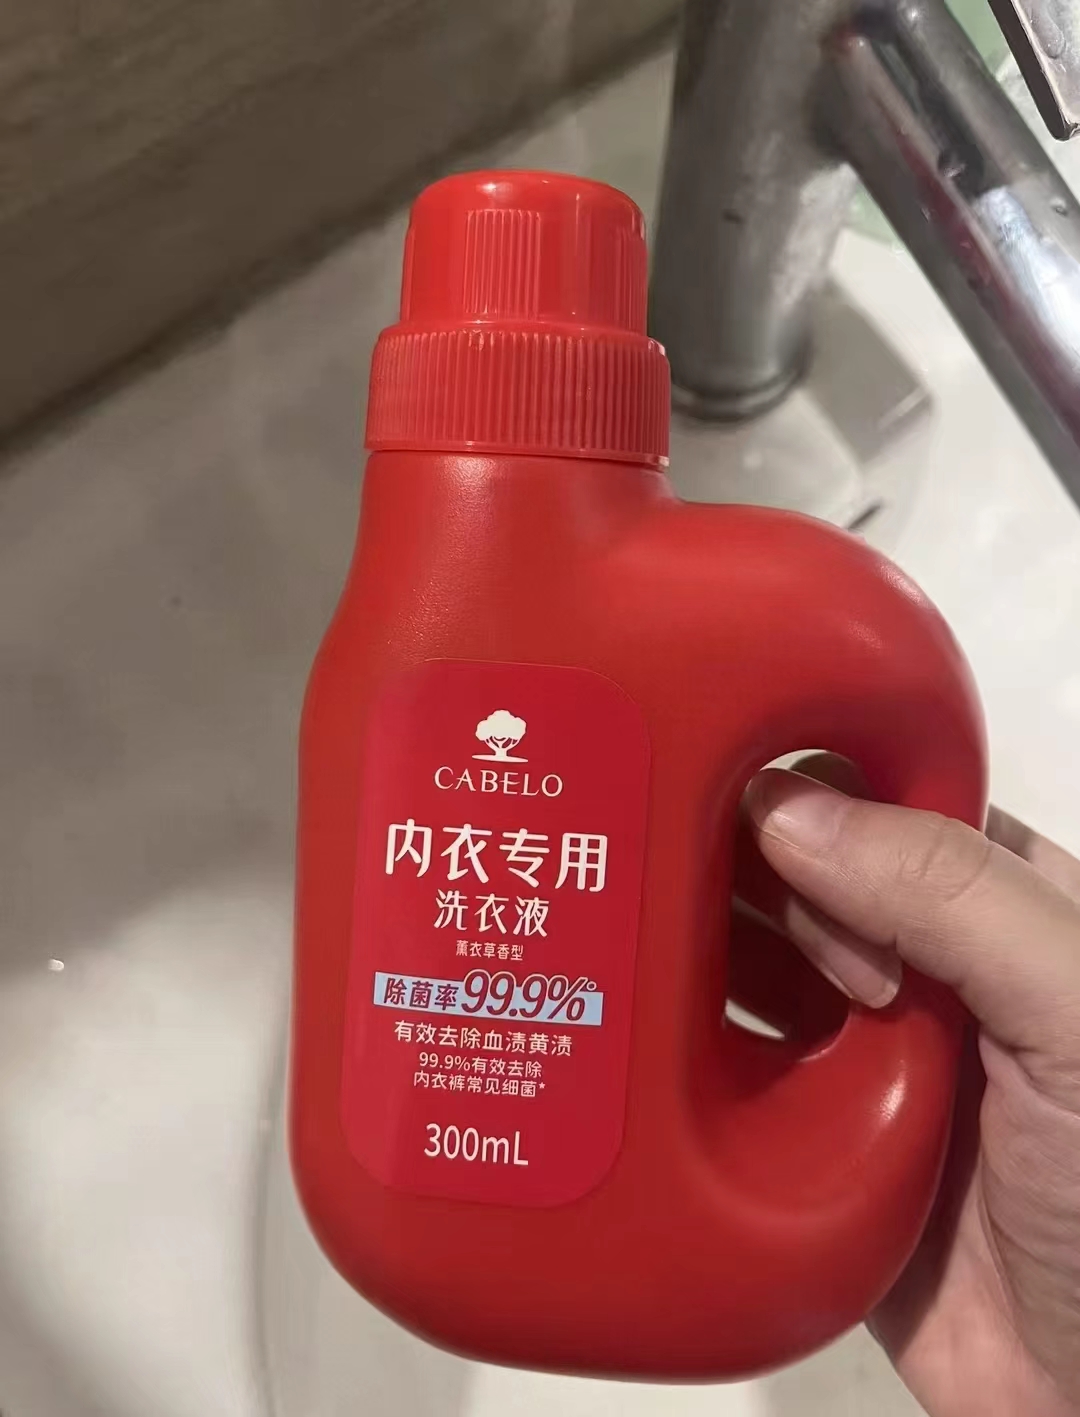 CABELO
内衣专用
洗衣液
薰衣草香型
除菌率99.9%°
有效去除血渍黄渍
99.9%有效去除
内衣裤常见细菌*
300mL